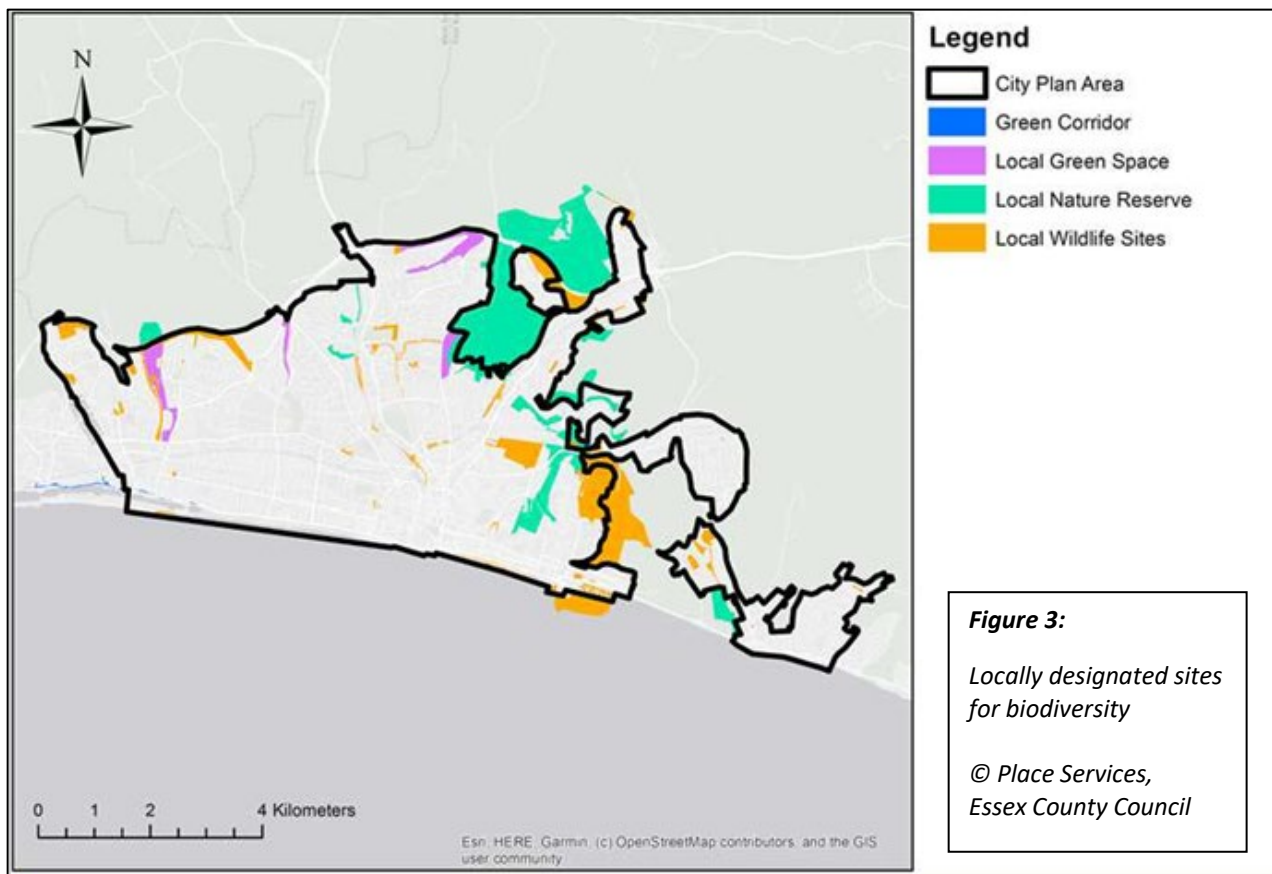 N
0 1 2 4 Kilometers
Esri, HERE, Garmin, (c) OpenStreetMap contributors, and the GIS
user community
Legend
City Plan Area
Green Corridor
Local Green Space
Local Nature Reserve
Local Wildlife Sites
Figure 3:
Locally designated sites
for biodiversity
© Place Services,
Essex County Council